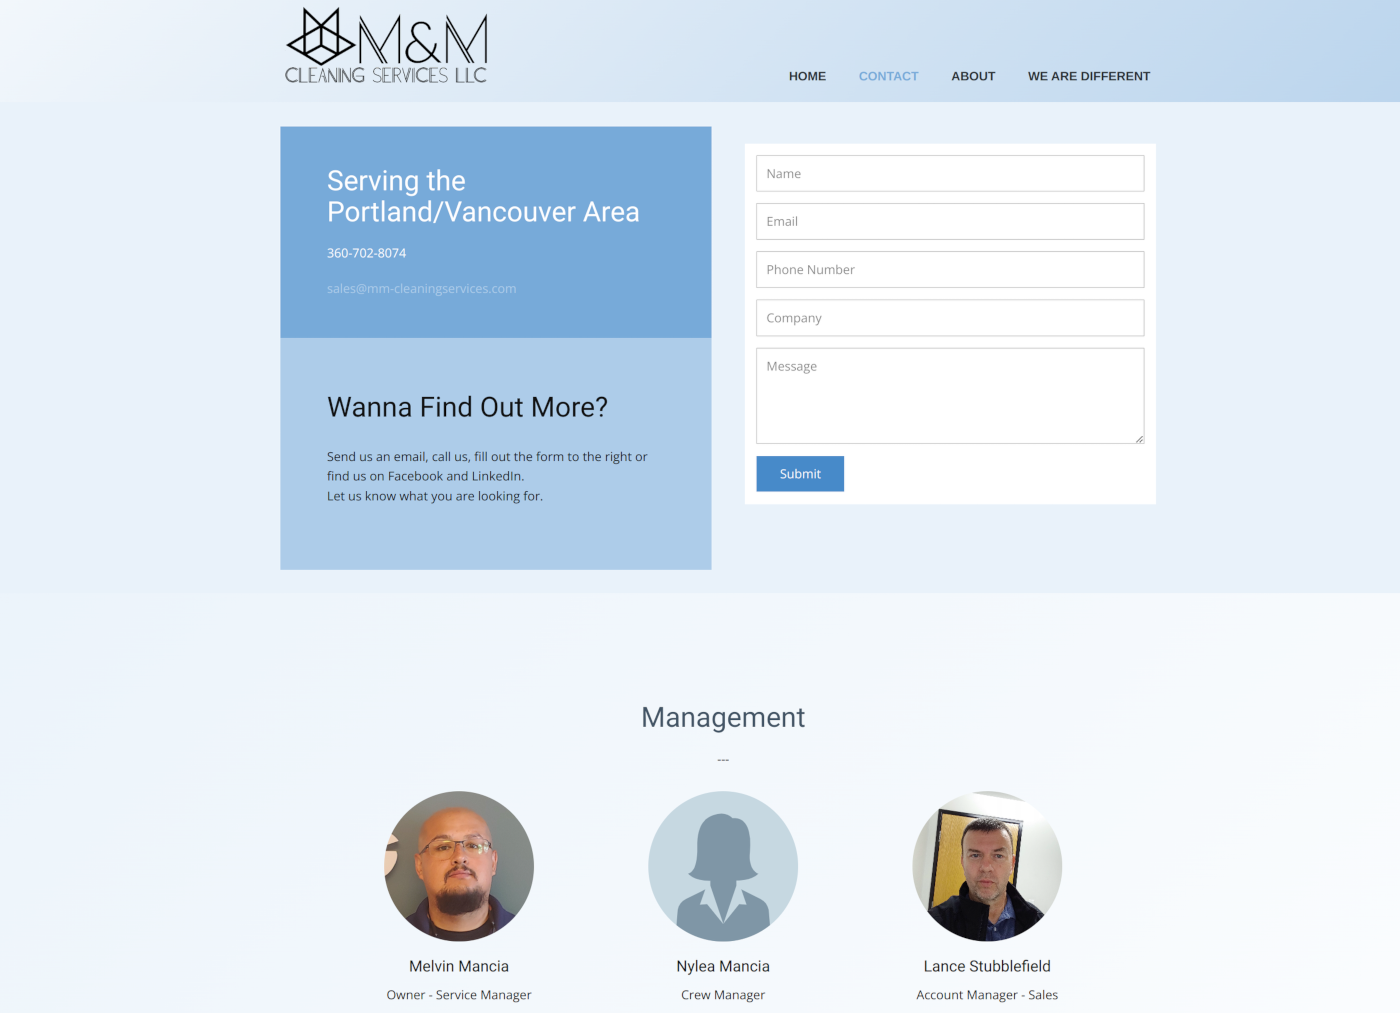 M&M
CLEANING SERVICES LLC
HOME
CONTACT
ABOUT
WE ARE DIFFERENT
Serving the
Portland/Vancouver Area
360-702-8074
sales@mm-cleaningservices.com
Wanna Find Out More?
Send us an email, call us, fill out the form to the right or
find us on Facebook and LinkedIn.
Let us know what you are looking for.
Name
Email
Phone Number
Company
Message
Submit
Management
---
Melvin Mancia
Owner - Service Manager
Nylea Mancia
Crew Manager
Lance Stubblefield
Account Manager - Sales